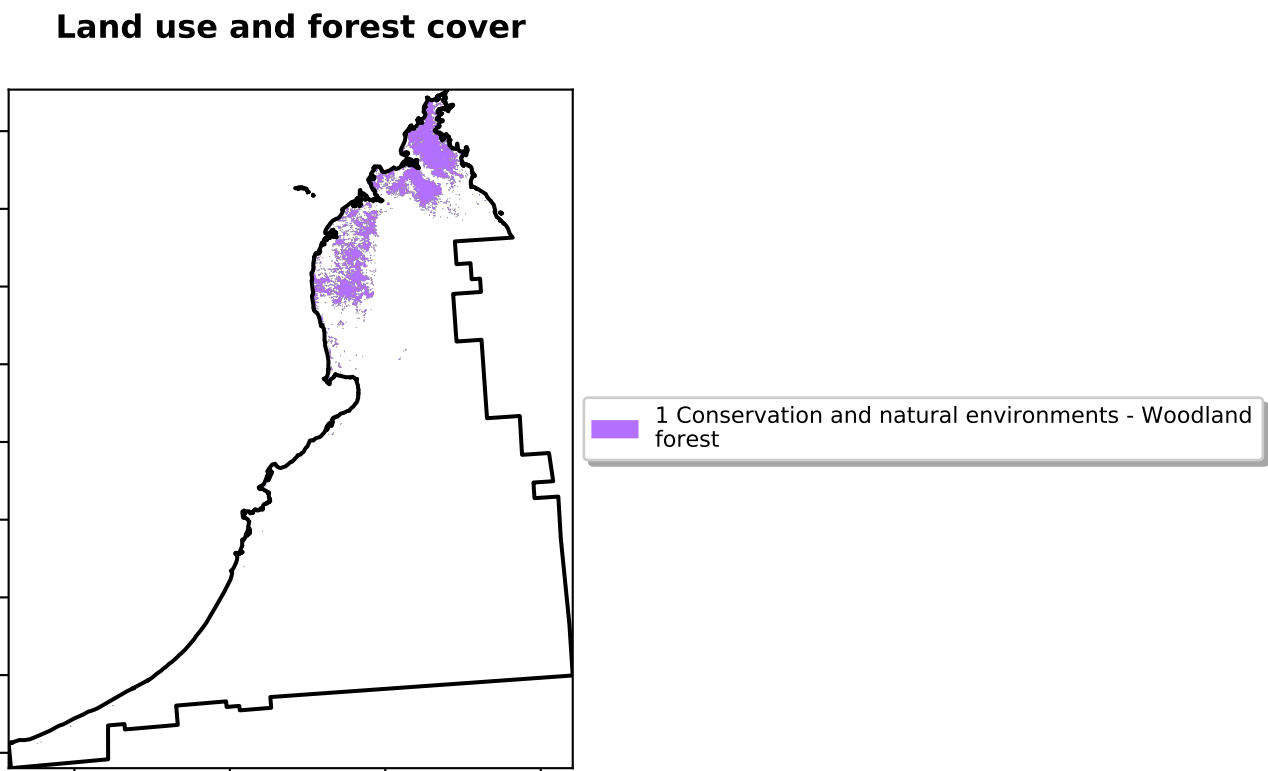 Land use and forest cover
1 Conservation and natural environments - Woodland
forest